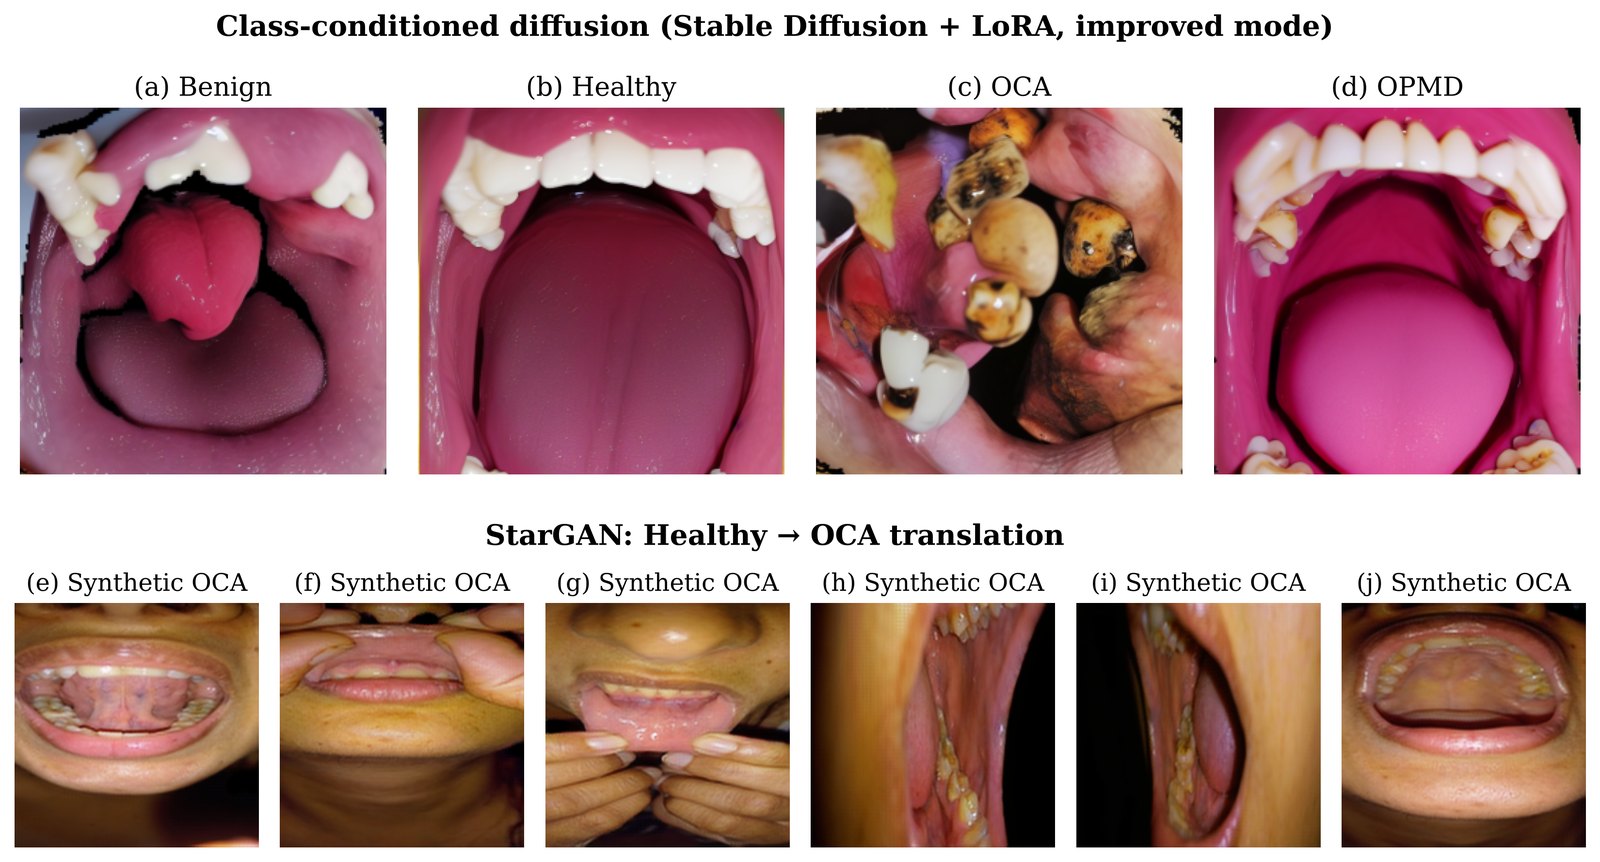 Class-conditioned diffusion (Stable Diffusion + LoRA, improved mode)
(a) Benign
(b) Healthy
(c) OCA
(d) OPMD
StarGAN: Healthy → OCA translation
(e) Synthetic OCA
(f) Synthetic OCA
(g) Synthetic OCA
(h) Synthetic OCA
(i) Synthetic OCA
(j) Synthetic OCA